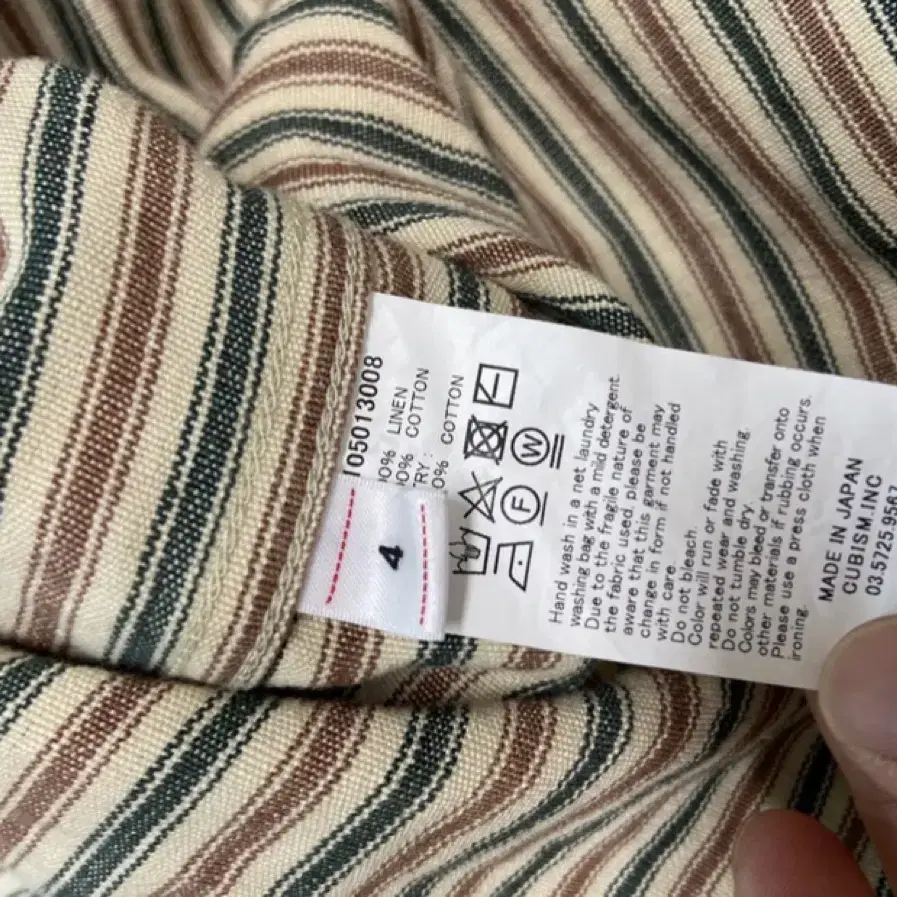 105013008
0% LINEN
0% COTTON
RY :
0% COTTON
4
W
F
Hand wash in a net laundry
washing bag with a mild detergent.
Due to the fragile nature of
the fabric used, please be
aware that this garment may
change in form if not handled
with care.
Do not bleach.
Color will run or fade with
repeated wear and washing.
Do not tumble dry.
Colors may bleed or transfer onto
other materials if rubbing occurs.
Please use a press cloth when
ironing.
MADE IN JAPAN
CUBISM.INC
03.5725.9567